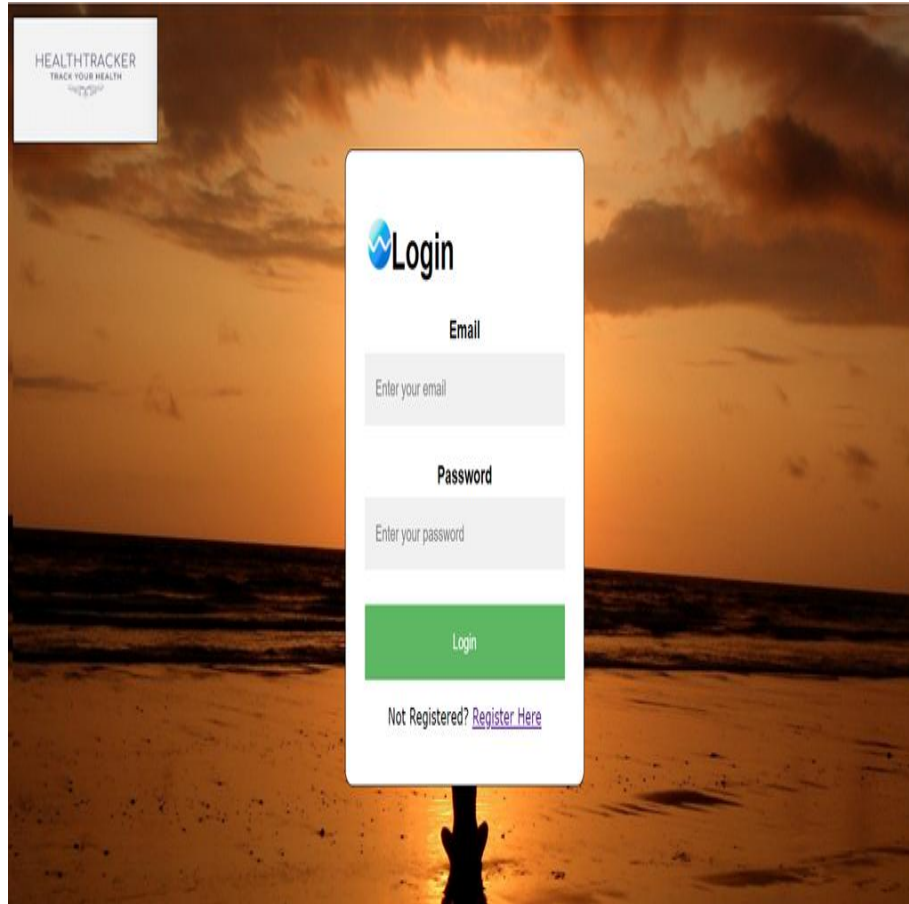 HEALTHTRACKER
TRACK YOUR HEALTH
Login
Email
Enter your email
Password
Enter your password
Login
Not Registered? Register Here